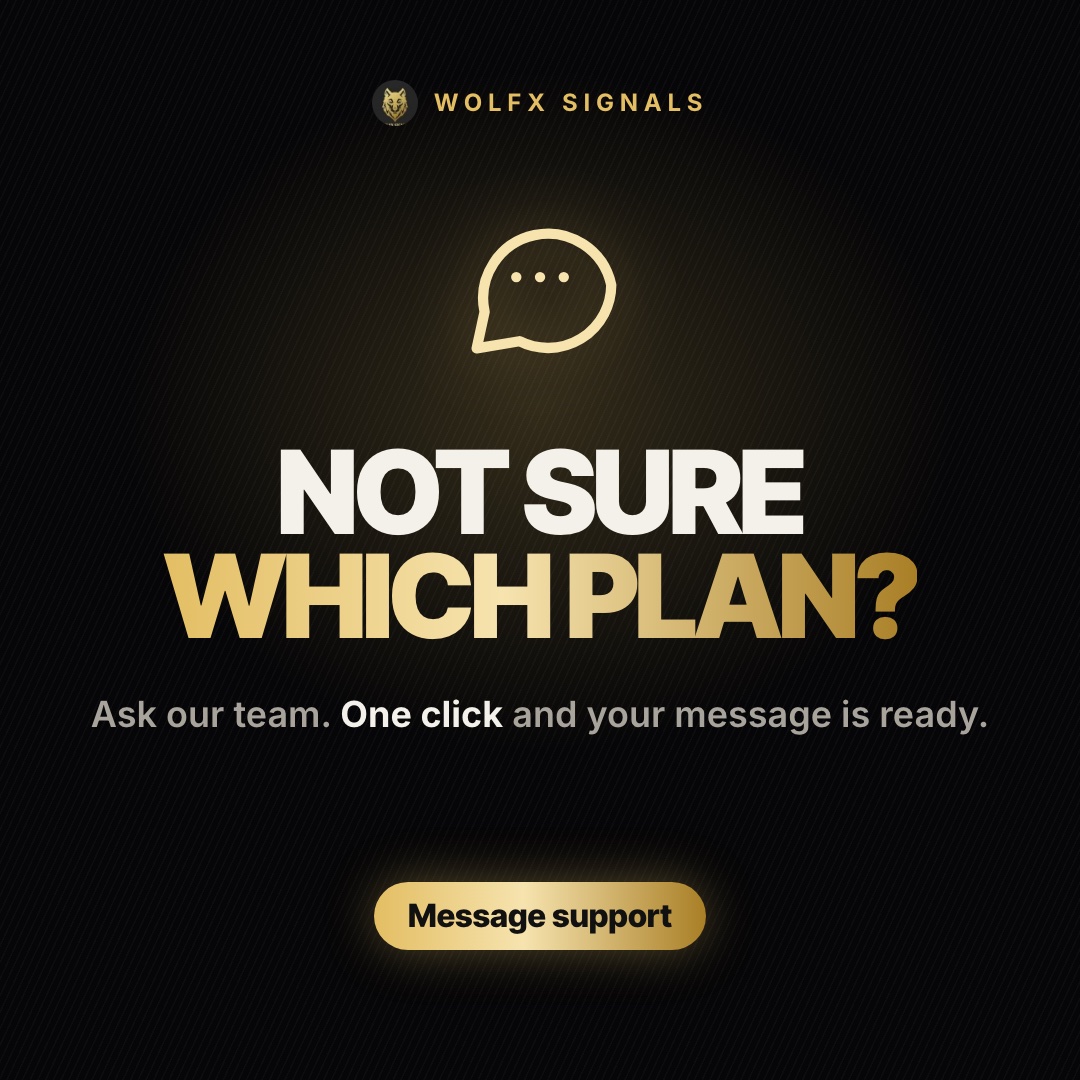 WOLFX SIGNALS
NOT SURE
WHICH PLAN?
Ask our team. One click and your message is ready.
Message support